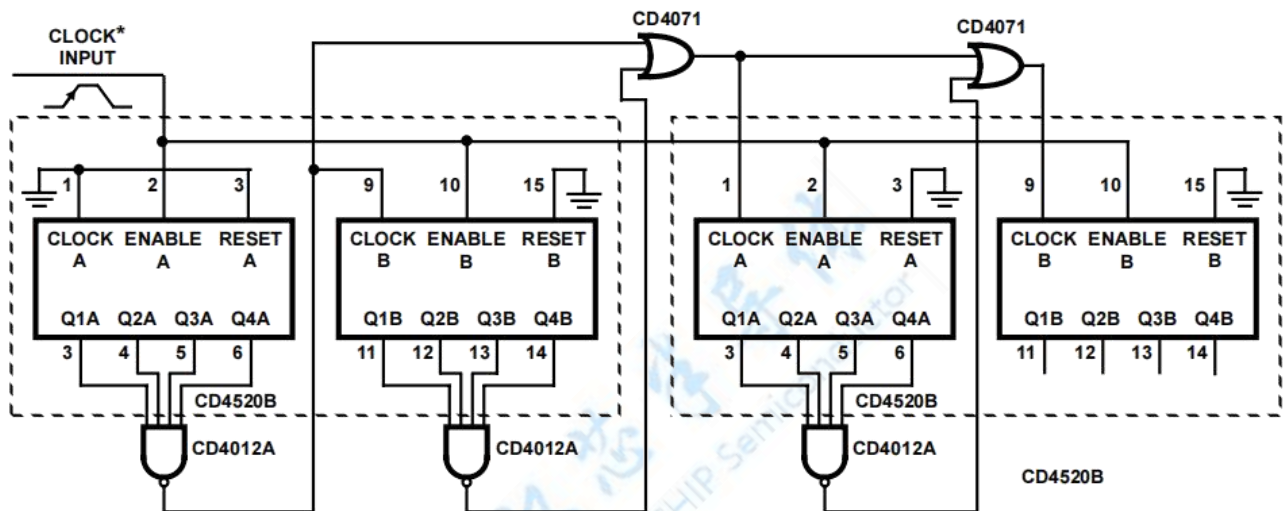 CD4071
CD4071
CLOCK*
INPUT
1 2 3 9 10 15 1 2 3 9 10 15
CLOCK ENABLE RESET CLOCK ENABLE RESET CLOCK ENABLE RESET CLOCK ENABLE RESET
A A A B B B A A A B B B
Q1A Q2A Q3A Q4A Q1B Q2B Q3B Q4B Q1A Q2A Q3A Q4A Q1B Q2B Q3B Q4B
3 4 5 6 11 12 13 14 3 4 5 6 11 12 13 14
CD4520B CD4520B
CD4012A CD4012A CD4012A
CD4520B
HIP Semiconductor